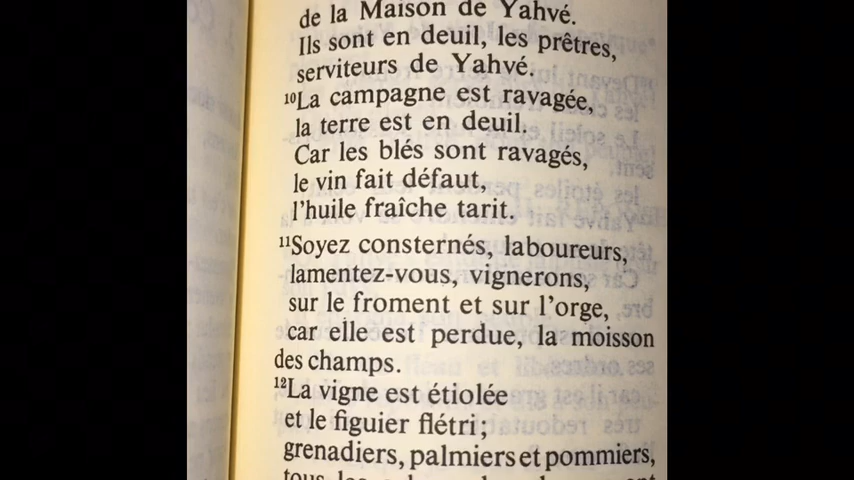 de la Maison de Yahvé.
Ils sont en deuil, les prêtres,
serviteurs de Yahvé.
¹⁰La campagne est ravagée,
la terre est en deuil.
Car les blés sont ravagés,
le vin fait défaut,
l'huile fraîche tarit.
¹¹Soyez consternés, laboureurs,
lamentez-vous, vignerons,
sur le froment et sur l'orge,
car elle est perdue, la moisson
des champs.
¹²La vigne est étiolée
et le figuier flétri;
grenadiers, palmiers et pommiers,
tous les